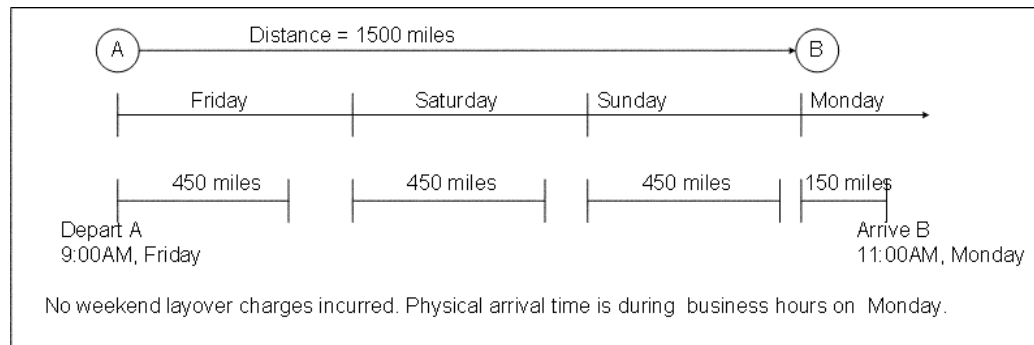 A
Distance = 1500 miles
B
Friday
Saturday
Sunday
Monday
450 miles
450 miles
450 miles
150 miles
Depart A
9:00AM, Friday
Arrive B
11:00AM, Monday
No weekend layover charges incurred. Physical arrival time is during business hours on Monday.